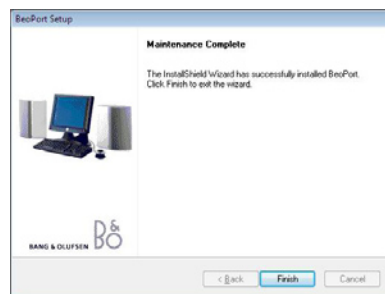 BeoPort Setup
Maintenance Complete
The InstallShield Wizard has successfully installed BeoPort.
Click Finish to exit the wizard.
BANG & OLUFSEN B&O
< Back Finish Cancel